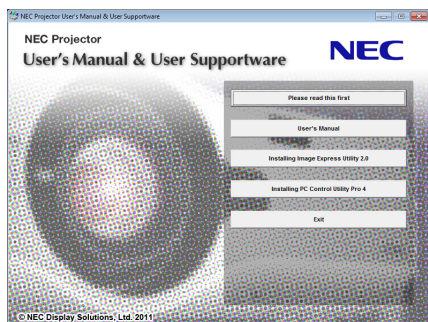 NEC Projector User's Manual & User Supportware
NEC Projector
User's Manual & User Supportware
NEC
Please read this first
User's Manual
Installing Image Express Utility 2.0
Installing PC Control Utility Pro 4
Exit
© NEC Display Solutions, Ltd. 2011